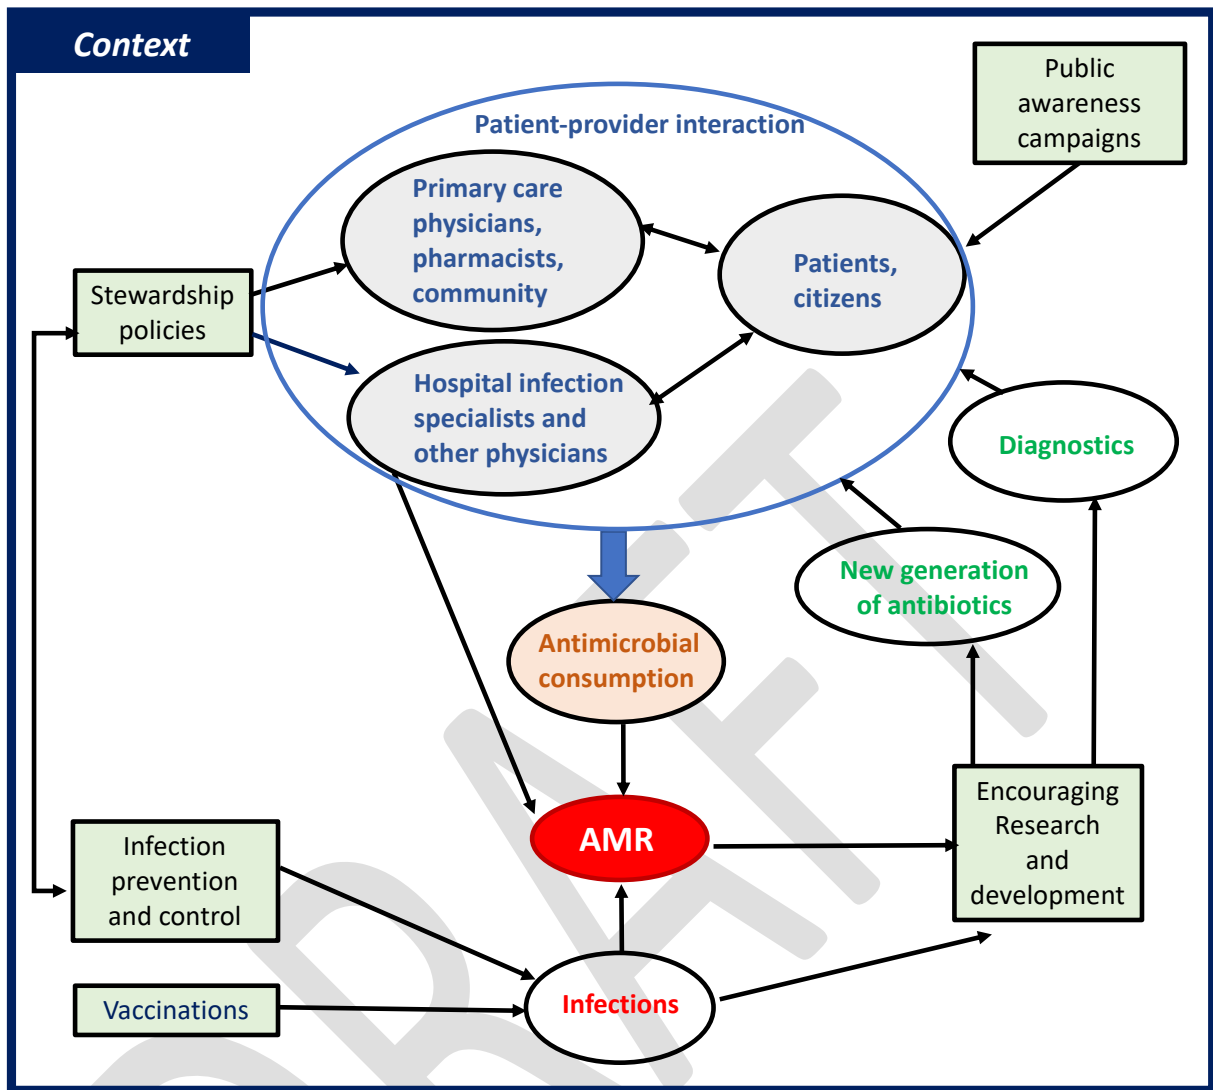 Context
Public
awareness
campaigns
Patient-provider interaction
Primary care
physicians,
pharmacists,
community
Patients,
citizens
Stewardship
policies
Hospital infection
specialists and
other physicians
Diagnostics
New generation
of antibiotics
Antimicrobial
consumption
AMR
Encouraging
Research
and
development
Infection
prevention
and control
Infections
Vaccinations
DRAFT